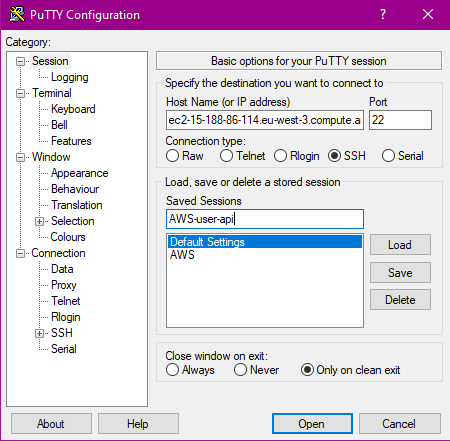 PuTTY Configuration
?
Category:
Session
Logging
Terminal
Keyboard
Bell
Features
Window
Appearance
Behaviour
Translation
Selection
Colours
Connection
Data
Proxy
Telnet
Rlogin
SSH
Serial
Basic options for your PuTTY session
Specify the destination you want to connect to
Host Name (or IP address) Port
ec2-15-188-86-114.eu-west-3.compute.a 22
Connection type:
Raw Telnet Rlogin SSH Serial
Load, save or delete a stored session
Saved Sessions
AWS-user-api
Default Settings Load
AWS
Save
Delete
Close window on exit:
Always Never Only on clean exit
About Help Open Cancel